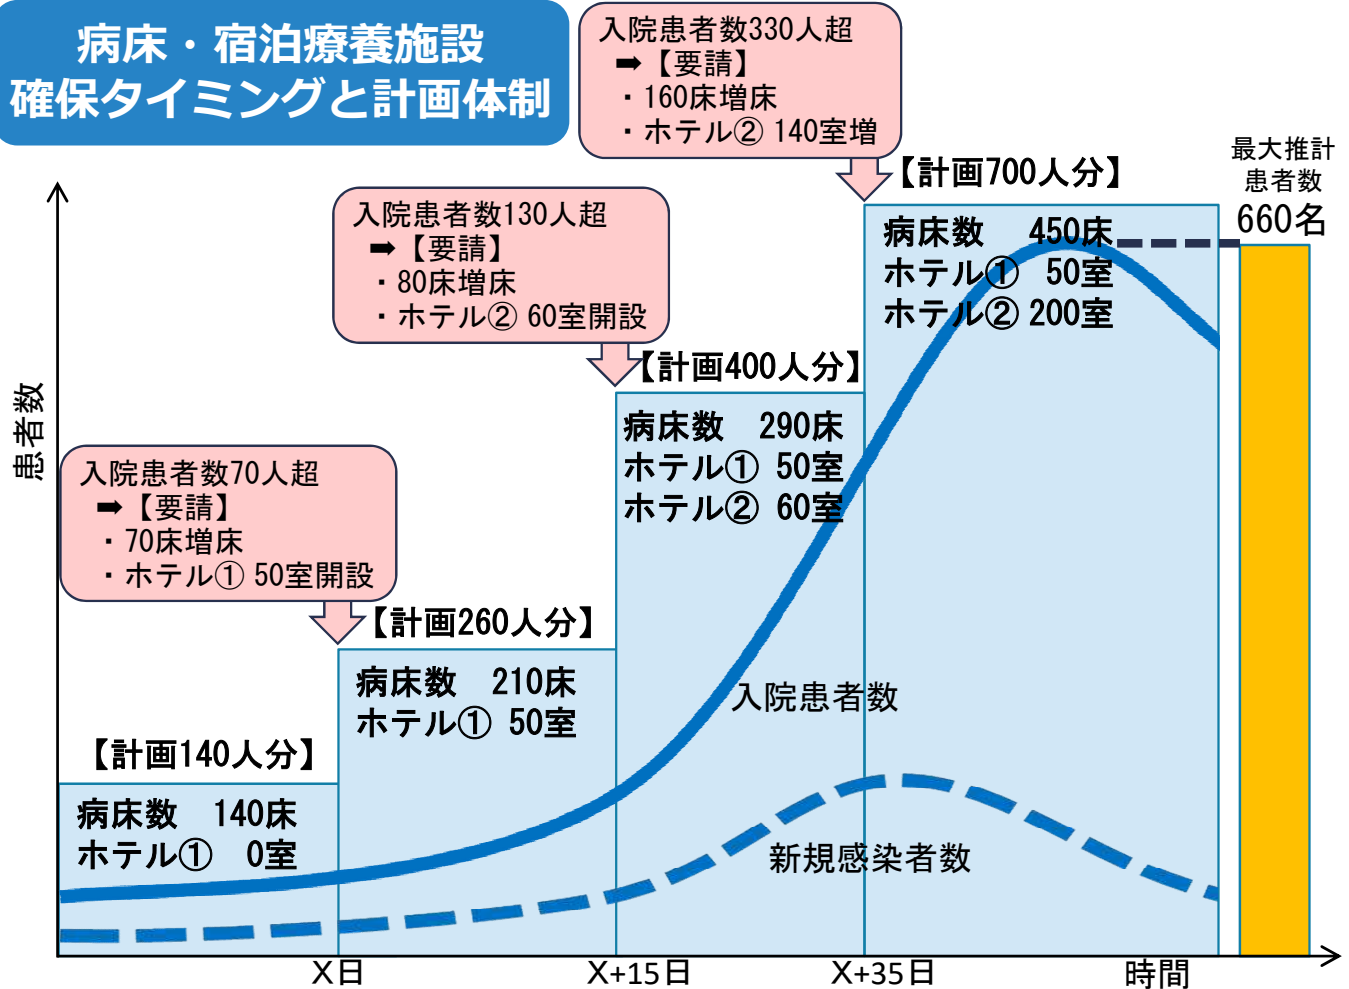 病床・宿泊療養施設
確保タイミングと計画体制
入院患者数330人超
➡【要請】
・160床増床
・ホテル② 140室増
入院患者数130人超
➡【要請】
・80床増床
・ホテル② 60室開設
入院患者数70人超
➡【要請】
・70床増床
・ホテル① 50室開設
【計画140人分】
病床数 140床
ホテル① 0室
【計画260人分】
病床数 210床
ホテル① 50室
【計画400人分】
病床数 290床
ホテル① 50室
ホテル② 60室
【計画700人分】
病床数 450床
ホテル① 50室
ホテル② 200室
最大推計
患者数
660名
患者数
入院患者数
新規感染者数
X日
X+15日
X+35日
時間